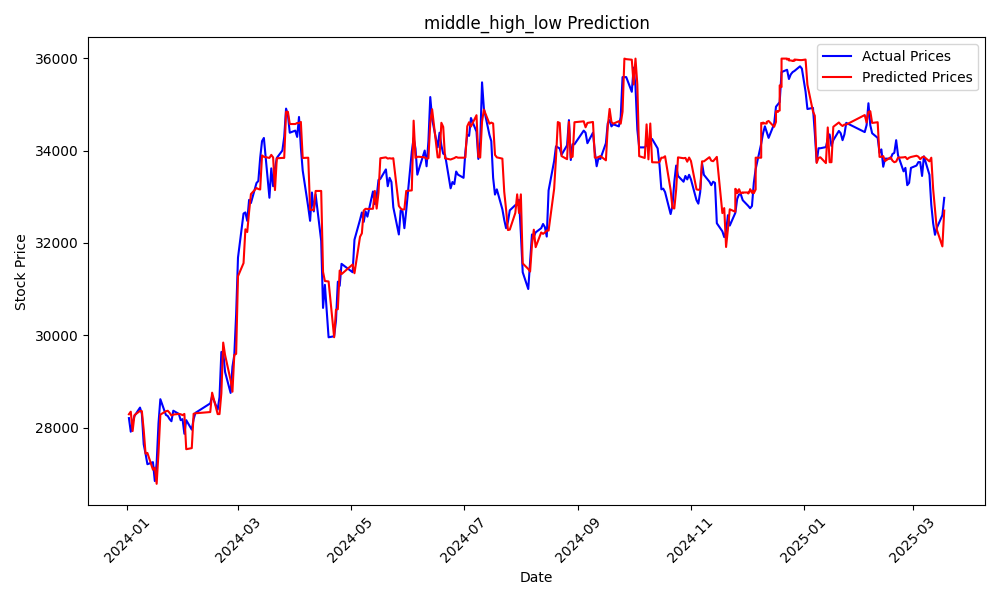 middle_high_low Prediction
Actual Prices
Predicted Prices
Stock Price
36000
34000
32000
30000
28000
2024-01
2024-03
2024-05
2024-07
2024-09
2024-11
2025-01
2025-03
Date